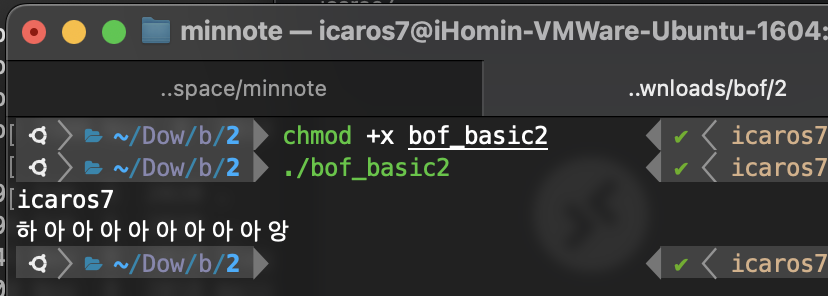 minnote — icaros7@iHomin-VMWare-Ubuntu-1604:
..space/minnote ..wnloads/bof/2
~/Dow/b/2 chmod +x bof_basic2 ✔ icaros7
~/Dow/b/2 ./bof_basic2 ✔ icaros7
icaros7
하아아아아아아아아앙
~/Dow/b/2 ✔ icaros7